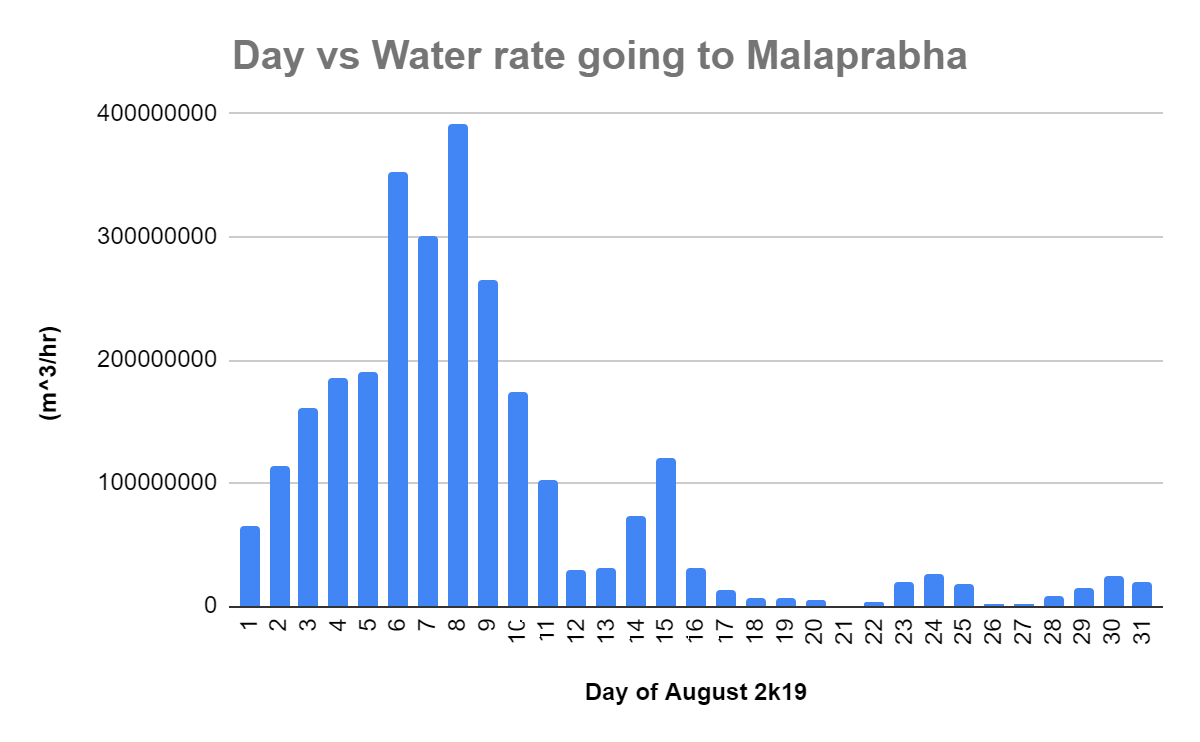 Day vs Water rate going to Malaprabha
400000000
300000000
200000000
100000000
0
(m^3/hr)
1 2 3 4 5 6 7 8 9 10 11 12 13 14 15 16 17 18 19 20 21 22 23 24 25 26 27 28 29 30 31
Day of August 2k19